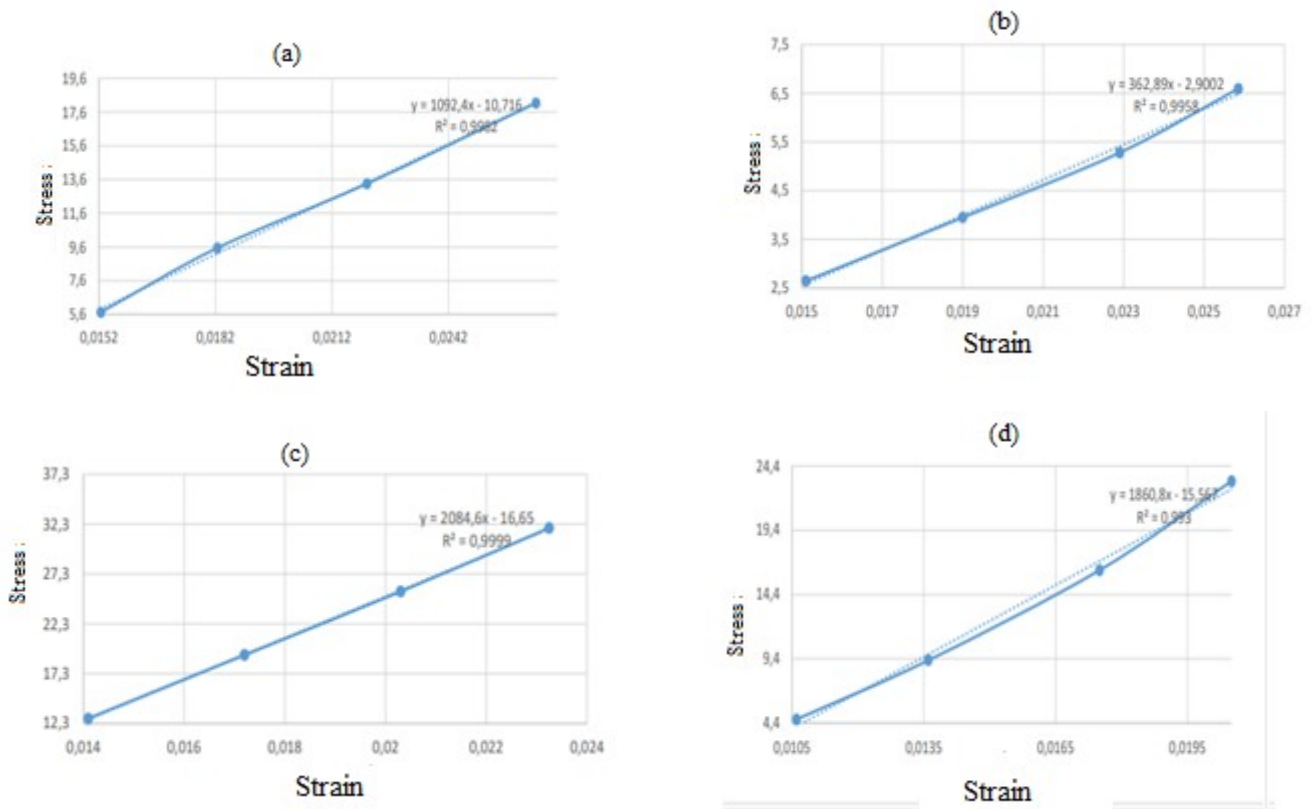 (a)
19,6
17,6
15,6
13,6
11,6
9,6
7,6
5,6
y = 1092,4x - 10,716
R² = 0,9982
Stress :
0,0152 0,0182 0,0212 0,0242
Strain
(b)
7,5
6,5
5,5
4,5
3,5
2,5
y = 362,89x - 2,9002
R² = 0,9958
Stress :
0,015 0,017 0,019 0,021 0,023 0,025 0,027
Strain
(c)
37,3
32,3
27,3
22,3
17,3
12,3
y = 2084,6x - 16,65
R² = 0,9999
Stress :
0,014 0,016 0,018 0,02 0,022 0,024
Strain
(d)
24,4
19,4
14,4
9,4
4,4
y = 1860,8x - 15,567
R² = 0,993
Stress :
0,0105 0,0135 0,0165 0,0195
Strain